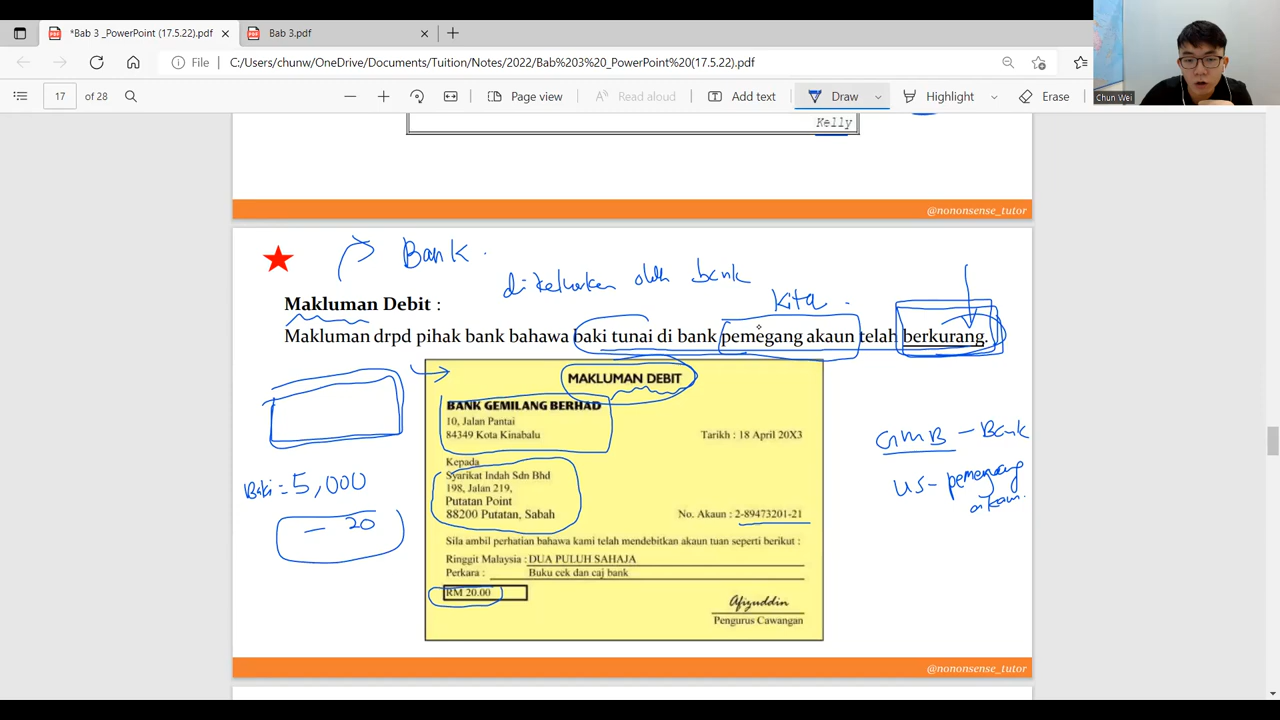 *Bab 3 _PowerPoint (17.5.22).pdf
Bab 3.pdf
File
C:/Users/chunw/OneDrive/Documents/Tuition/Notes/2022/Bab%203%20_PowerPoint%20(17.5.22).pdf
17 of 28
Page view
Read aloud
Add text
Draw
Highlight
Erase
Chun Wei
Kelly
@nononsense_tutor
Bank
dikeluarkan oleh bank
Kita
Makluman Debit :
Makluman drpd pihak bank bahawa baki tunai di bank pemegang akaun telah berkurang.
MAKLUMAN DEBIT
BANK GEMILANG BERHAD
10, Jalan Pantai
84349 Kota Kinabalu
Tarikh : 18 April 20X3
GMB - Bank
Kepada
Syarikat Indah Sdn Bhd
198, Jalan 219,
Putatan Point
88200 Putatan, Sabah
No. Akaun : 2-89473201-21
Baki = 5,000
- 20
US - pemegang
akaun.
Sila ambil perhatian bahawa kami telah mendebitkan akaun tuan seperti berikut :
Ringgit Malaysia : DUA PULUH SAHAJA
Perkara : Buku cek dan caj bank
RM 20.00
Afizuddin
Pengurus Cawangan
@nononsense_tutor